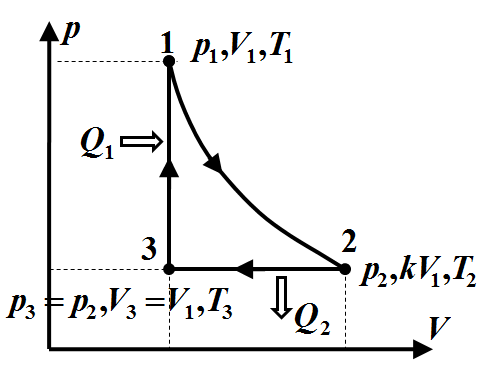 p
1
p₁,V₁,T₁
Q₁
3
2
p₂,kV₁,T₂
p₃ = p₂,V₃ =V₁,T₃
Q₂
V